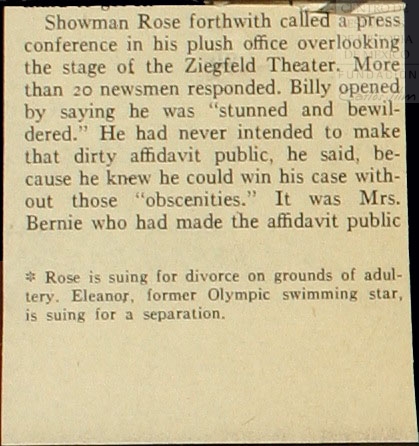 Showman Rose forthwith called a press
conference in his plush office overlooking
the stage of the Ziegfeld Theater. More
than 20 newsmen responded. Billy opened
by saying he was “stunned and bewil-
dered.” He had never intended to make
that dirty affidavit public, he said, be-
cause he knew he could win his case with-
out those “obscenities.” It was Mrs.
Bernie who had made the affidavit public
* Rose is suing for divorce on grounds of adul-
tery. Eleanor, former Olympic swimming star,
is suing for a separation.